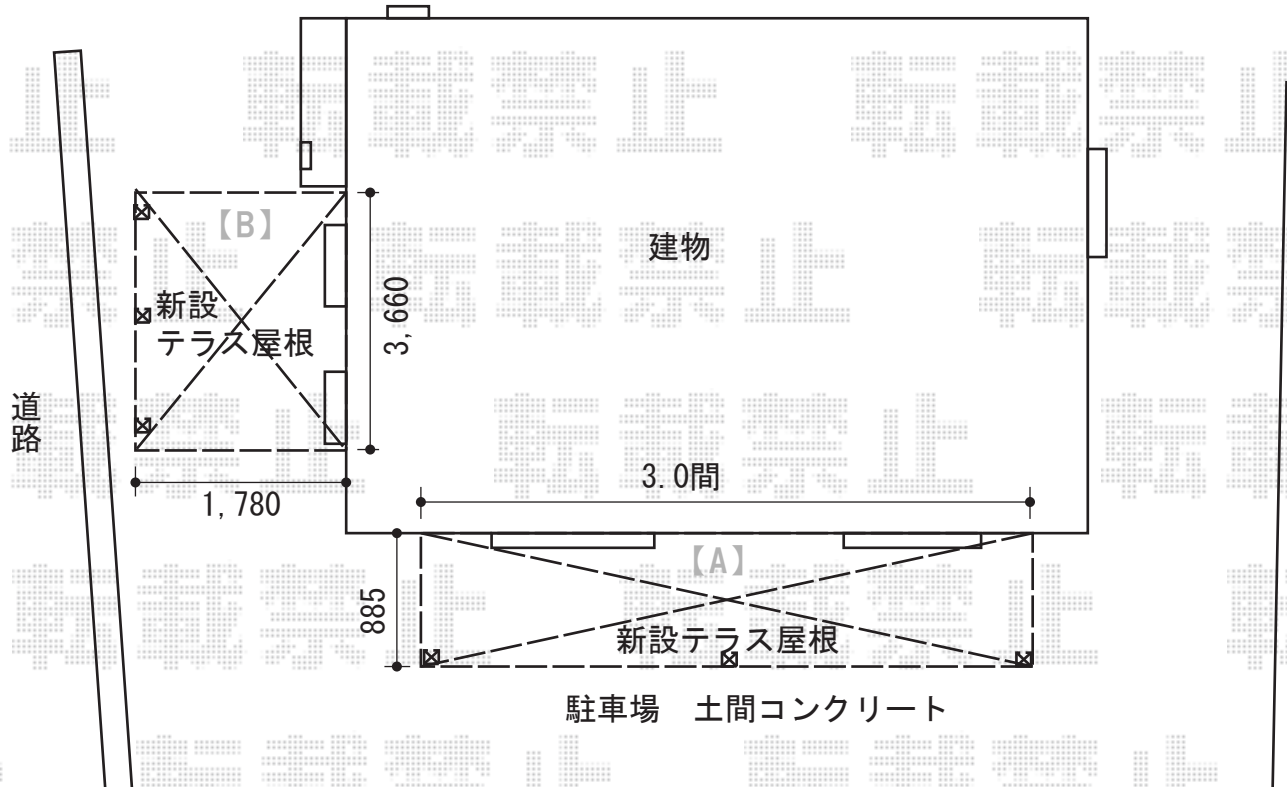 転載禁止
【B】
建物
新設
テラス屋根
3,660
道路
1,780
3.0間
【A】
885
新設テラス屋根
駐車場　土間コンクリート